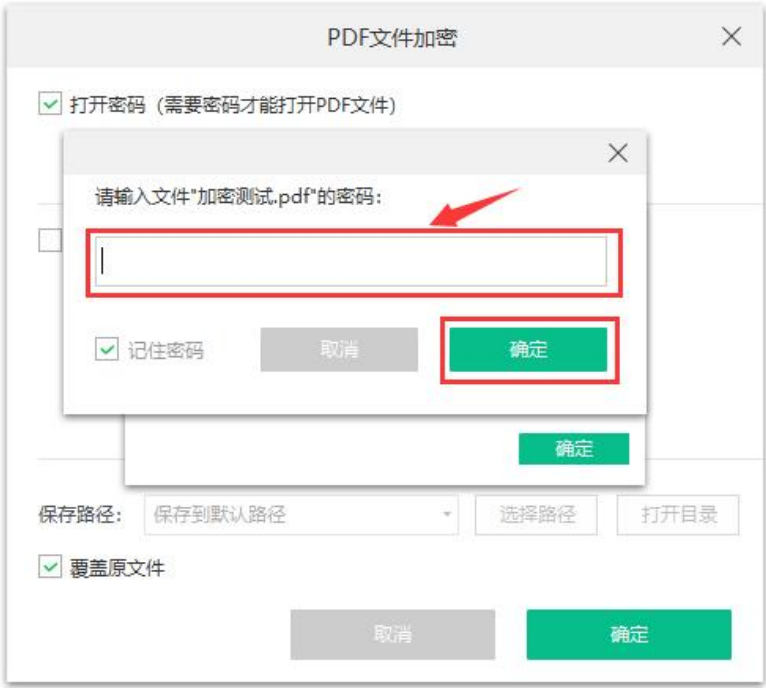 PDF文件加密
打开密码（需要密码才能打开PDF文件）
请输入文件"加密测试.pdf"的密码：
记住密码
取消
确定
确定
保存路径：
保存到默认路径
选择路径
打开目录
覆盖原文件
取消
确定